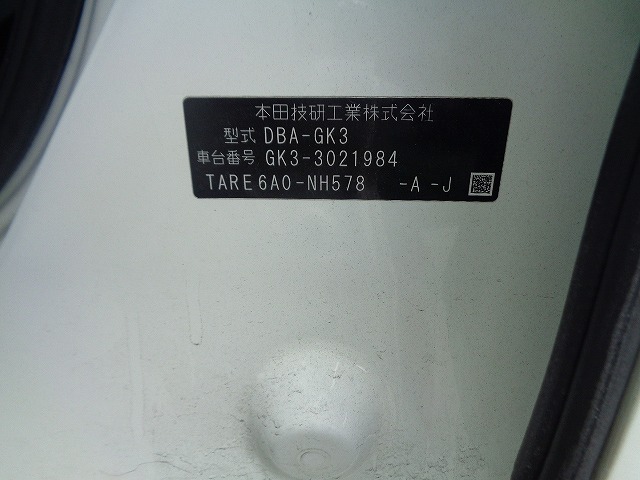 本田技研工業株式会社
型式 DBA-GK3
車台番号 GK3-3021984
TARE6A0-NH578 -A -J